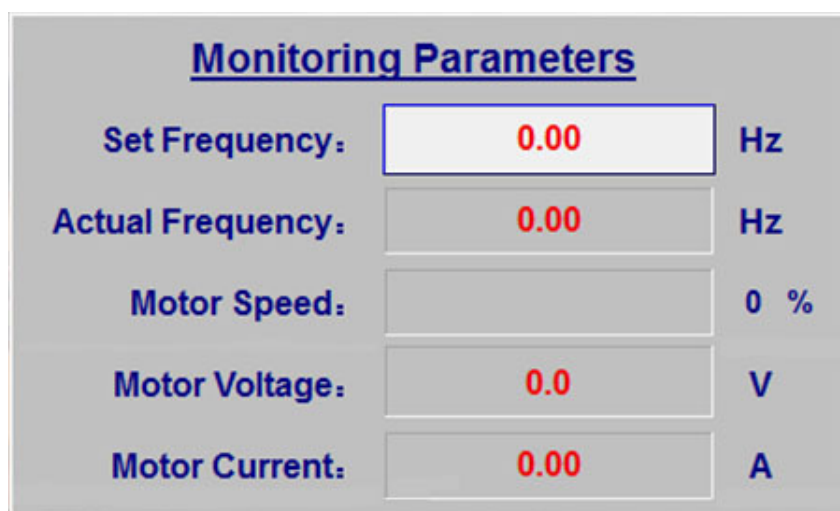 Monitoring Parameters
Set Frequency: 0.00 Hz
Actual Frequency: 0.00 Hz
Motor Speed: 0 %
Motor Voltage: 0.0 V
Motor Current: 0.00 A